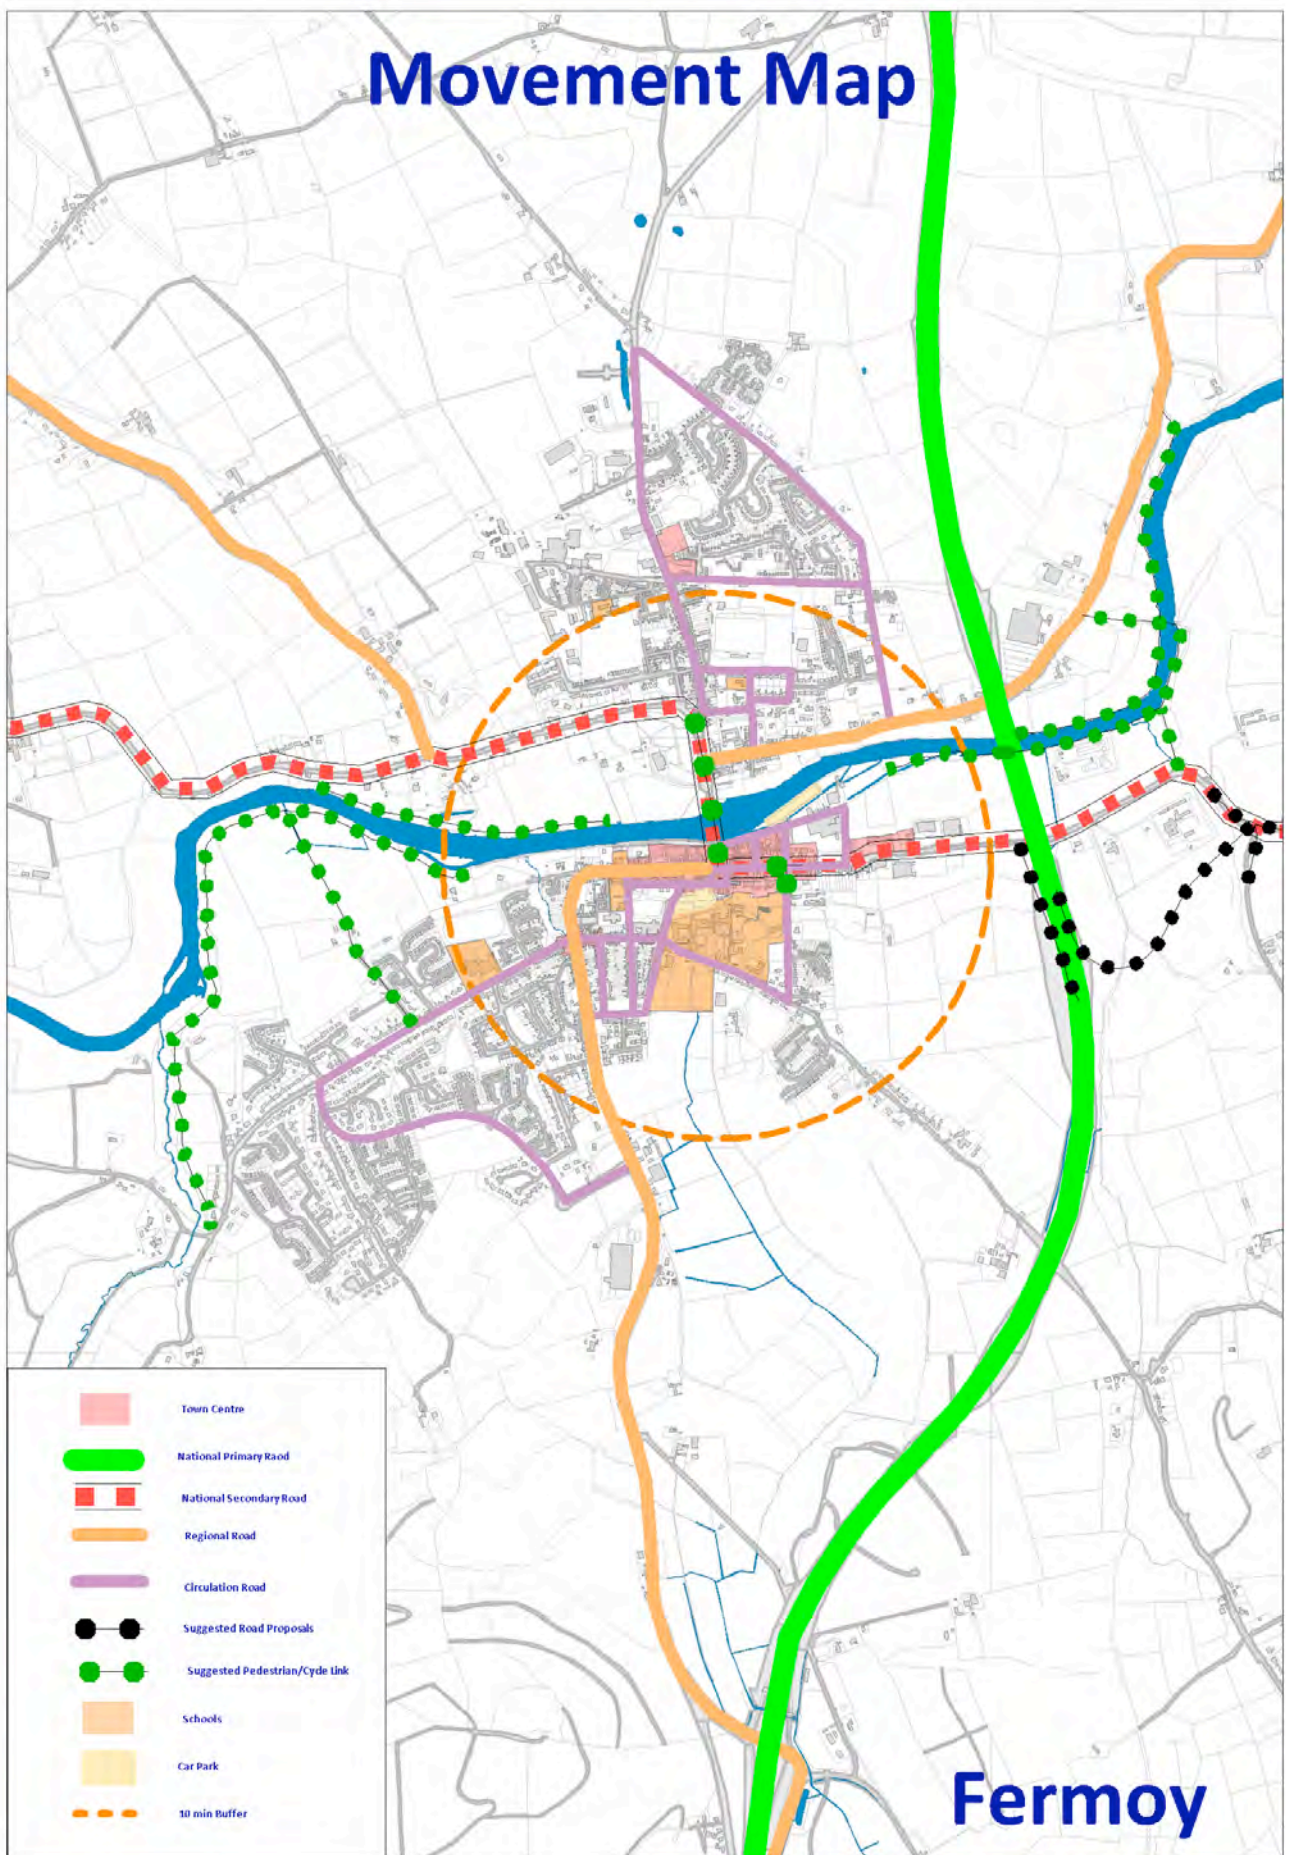 Movement Map
Town Centre
National Primary Raod
National Secondary Road
Regional Road
Circulation Road
Suggested Road Proposals
Suggested Pedestrian/Cycle Link
Schools
Car Park
10 min Buffer
Fermoy